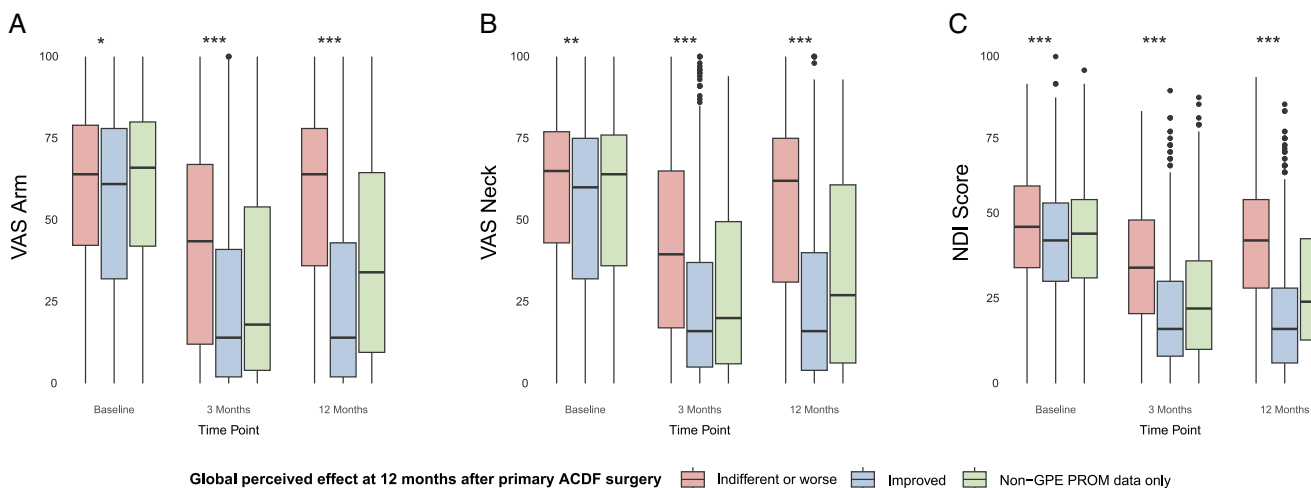 A
B
C
* *** ***
** *** ***
*** *** ***
VAS Arm
100
75
50
25
0
Baseline 3 Months 12 Months
Time Point
VAS Neck
100
75
50
25
0
Baseline 3 Months 12 Months
Time Point
NDI Score
100
75
50
25
0
Baseline 3 Months 12 Months
Time Point
Global perceived effect at 12 months after primary ACDF surgery Indifferent or worse Improved Non−GPE PROM data only